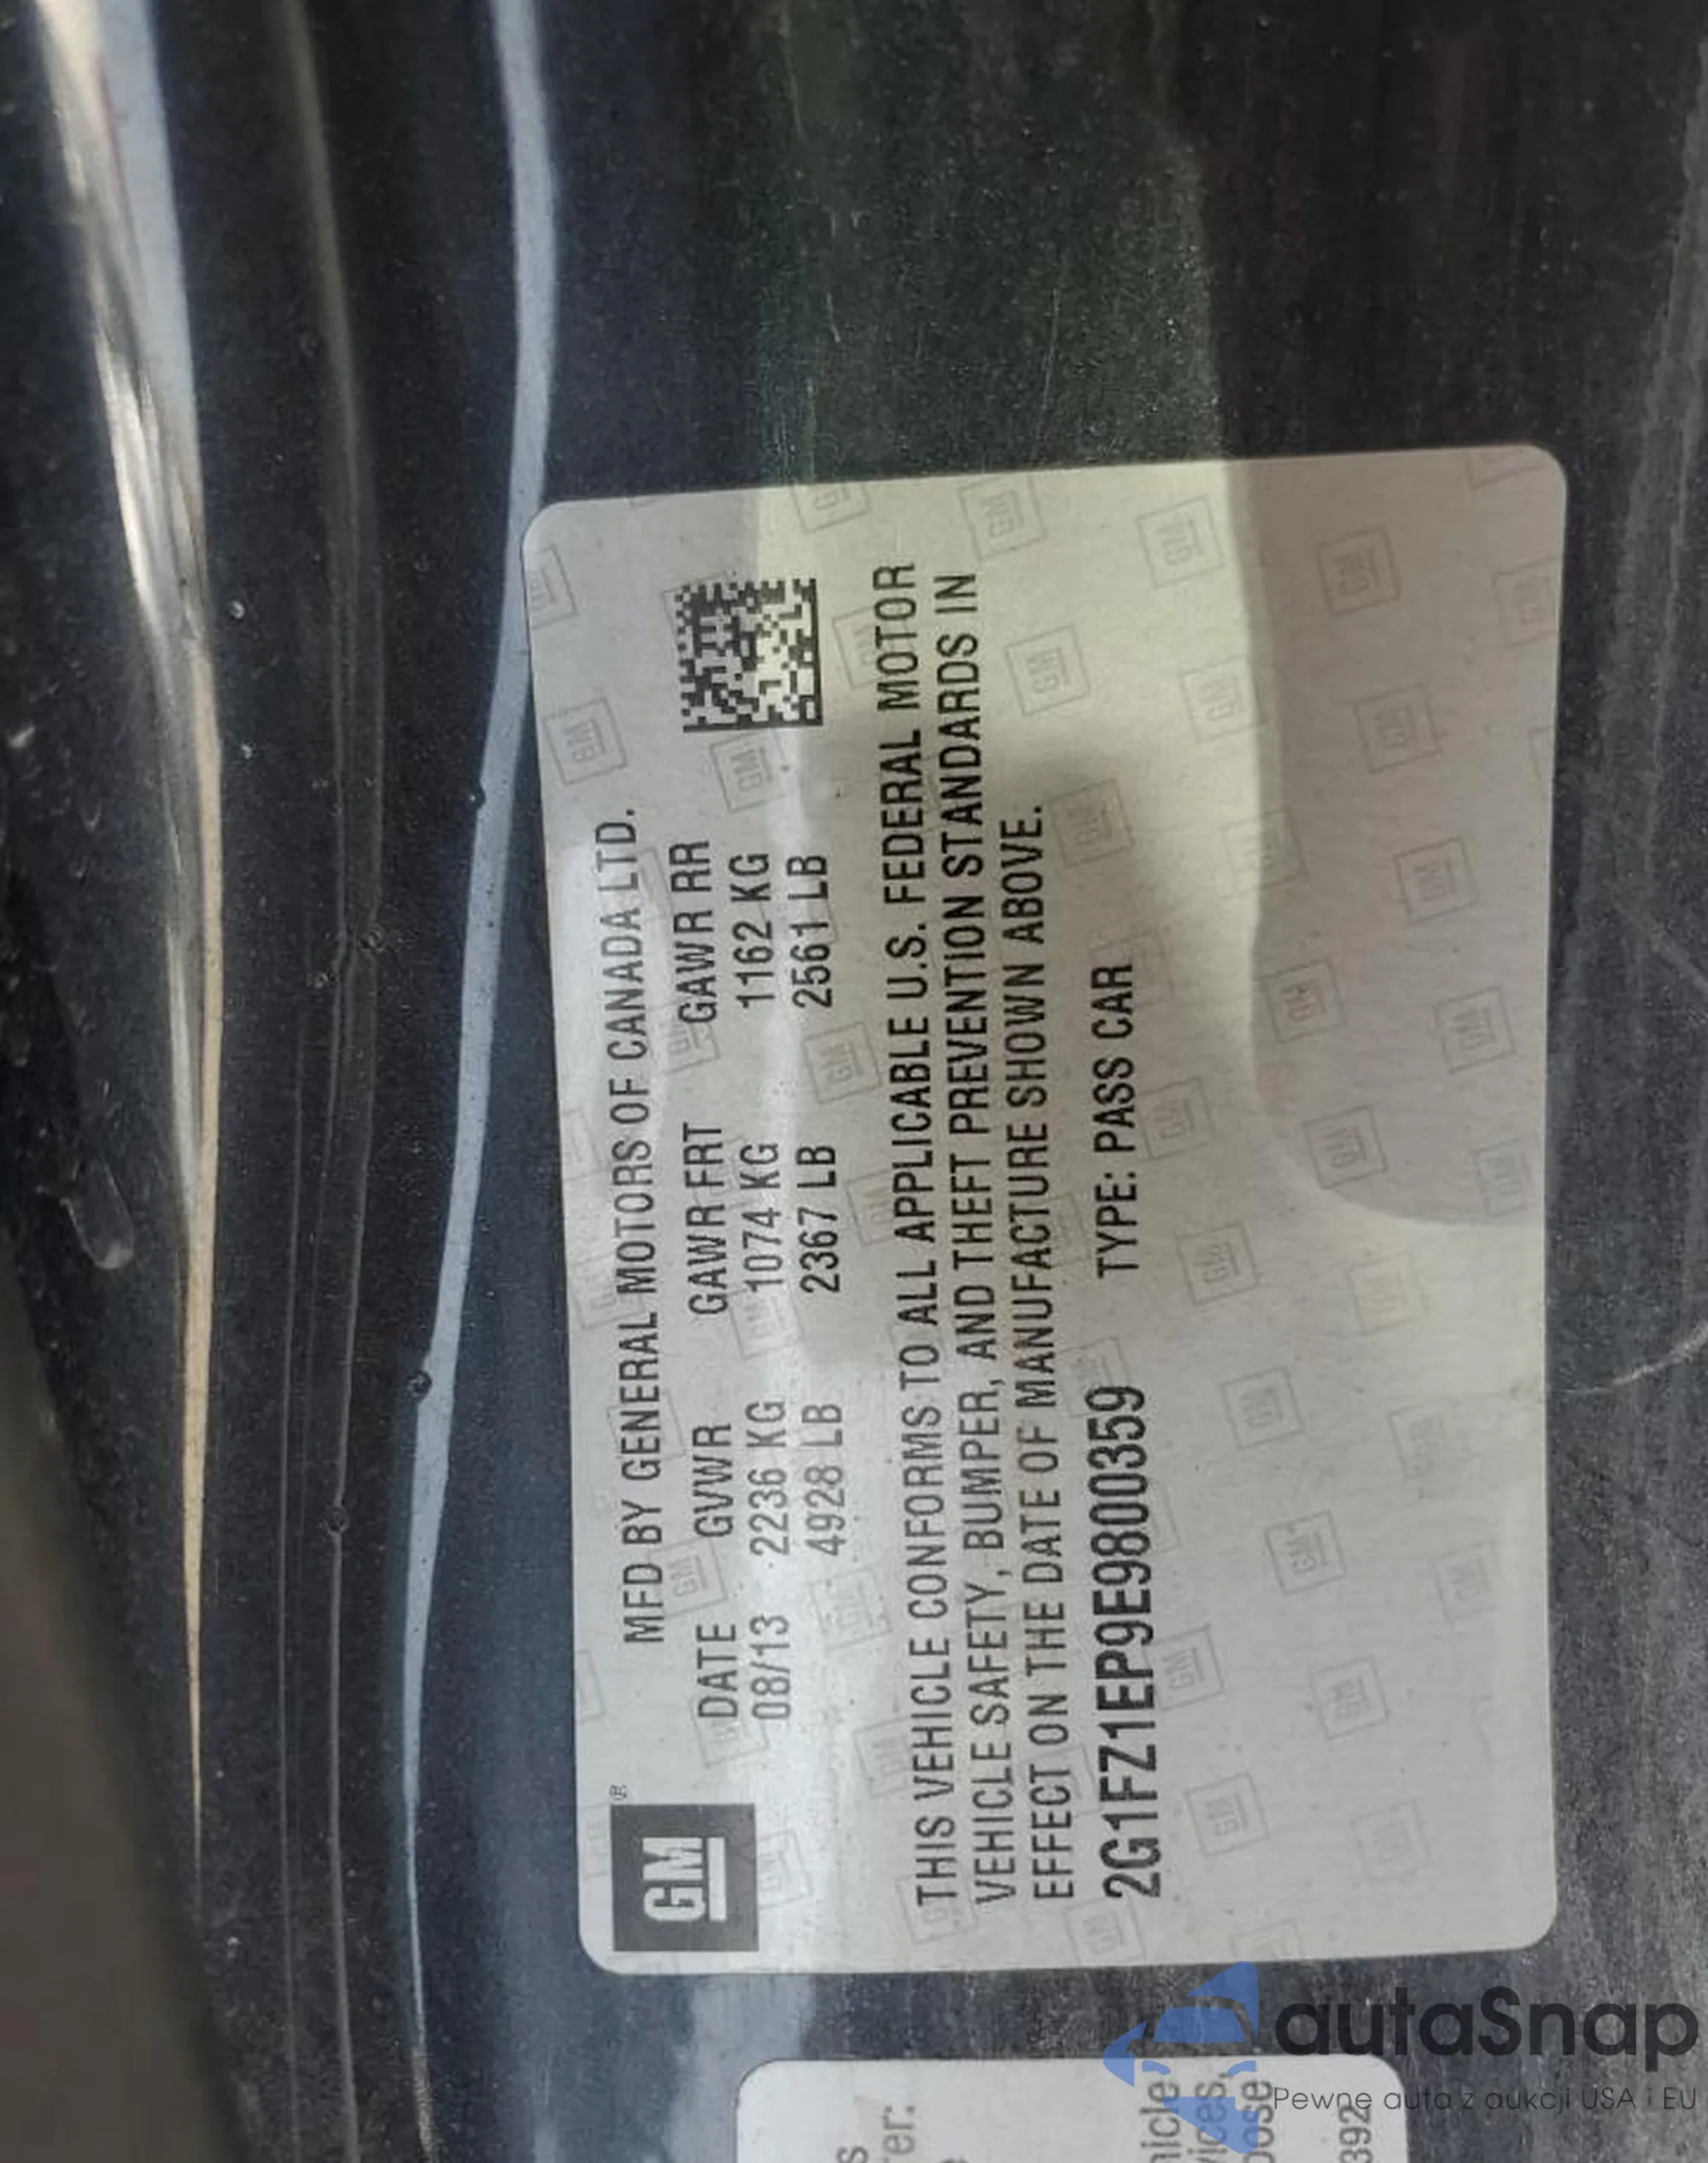 GM®
MFD BY GENERAL MOTORS OF CANADA LTD.
DATE GVWR GAWR FRT GAWR RR
08/13 2236 KG 1074 KG 1162 KG
4928 LB 2367 LB 2561 LB
THIS VEHICLE CONFORMS TO ALL APPLICABLE U.S. FEDERAL MOTOR
VEHICLE SAFETY, BUMPER, AND THEFT PREVENTION STANDARDS IN
EFFECT ON THE DATE OF MANUFACTURE SHOWN ABOVE.
2G1FZ1EP9E9800359 TYPE: PASS CAR
autaSnap
Pewne auta z aukcji USA i EU